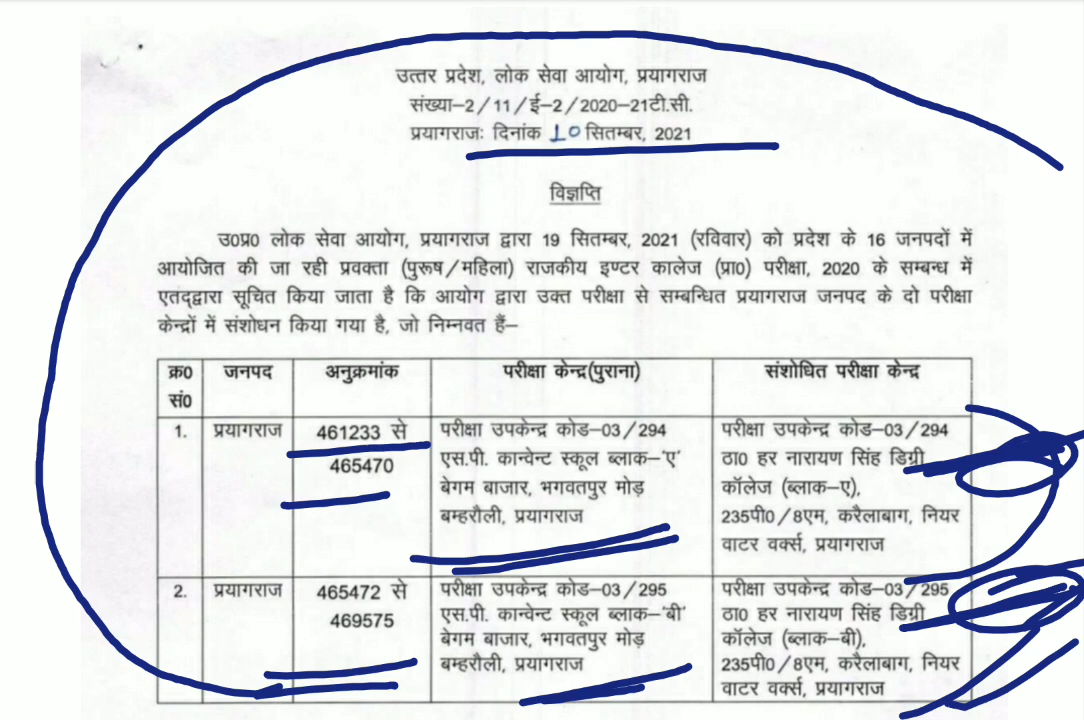 उत्तर प्रदेश, लोक सेवा आयोग, प्रयागराज
संख्या–2/11/ई–2/2020–21टी.सी.
प्रयागराजः दिनांक 10 सितम्बर, 2021
विज्ञप्ति
उ0प्र0 लोक सेवा आयोग, प्रयागराज द्वारा 19 सितम्बर, 2021 (रविवार) को प्रदेश के 16 जनपदों में
आयोजित की जा रही प्रवक्ता (पुरूष/महिला) राजकीय इण्टर कालेज (प्रा0) परीक्षा, 2020 के सम्बन्ध में
एतद्द्वारा सूचित किया जाता है कि आयोग द्वारा उक्त परीक्षा से सम्बन्धित प्रयागराज जनपद के दो परीक्षा
केन्द्रों में संशोधन किया गया है, जो निम्नवत हैं–
क्र0 सं0 जनपद अनुक्रमांक परीक्षा केन्द्र(पुराना) संशोधित परीक्षा केन्द्र
1. प्रयागराज 461233 से परीक्षा उपकेन्द्र कोड–03/294 परीक्षा उपकेन्द्र कोड–03/294
465470 एस.पी. कान्वेन्ट स्कूल ब्लाक–'ए' ठा0 हर नारायण सिंह डिग्री
बेगम बाजार, भगवतपुर मोड़ कॉलेज (ब्लाक–ए),
बम्हरौली, प्रयागराज 235पी0/8एम, करैलाबाग, नियर
वाटर वर्क्स, प्रयागराज
2. प्रयागराज 465472 से परीक्षा उपकेन्द्र कोड–03/295 परीक्षा उपकेन्द्र कोड–03/295
469575 एस.पी. कान्वेन्ट स्कूल ब्लाक–'बी' ठा0 हर नारायण सिंह डिग्री
बेगम बाजार, भगवतपुर मोड़ कॉलेज (ब्लाक–बी),
बम्हरौली, प्रयागराज 235पी0/8एम, करैलाबाग, नियर
वाटर वर्क्स, प्रयागराज